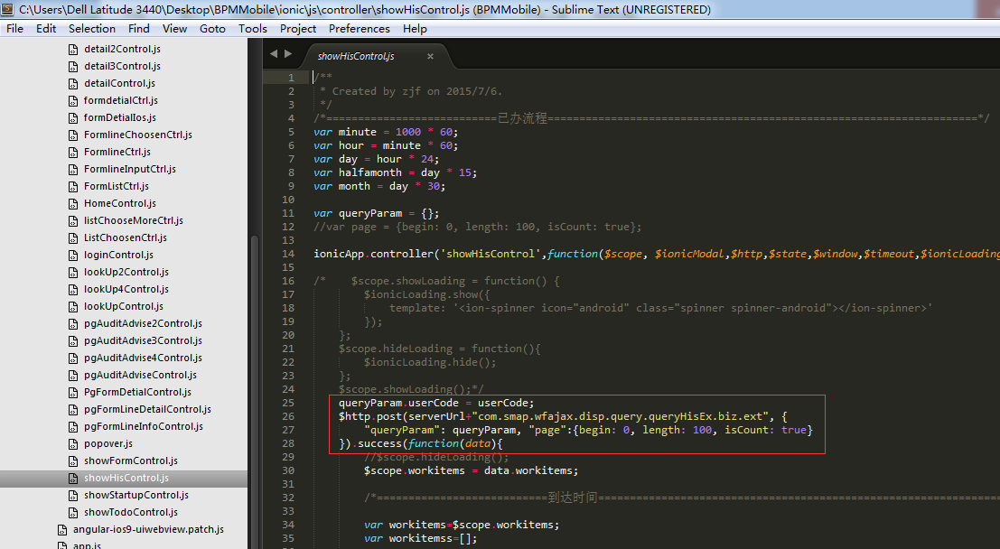 C:\Users\Dell Latitude 3440\Desktop\BPMMobile\ionic\js\controller\showHisControl.js (BPMMobile) - Sublime Text (UNREGISTERED)
File Edit Selection Find View Goto Tools Project Preferences Help
detail2Control.js
detail3Control.js
detailControl.js
formdetialCtrl.js
formDetialIos.js
FormlineChoosenCtrl.js
FormlineCtrl.js
FormlineInputCtrl.js
FormListCtrl.js
HomeControl.js
listChooseMoreCtrl.js
ListChoosenCtrl.js
loginControl.js
lookUp2Control.js
lookUp4Control.js
lookUpControl.js
pgAuditAdvise2Control.js
pgAuditAdvise3Control.js
pgAuditAdvise4Control.js
pgAuditAdviseControl.js
PgFormDetialControl.js
pgFormLineDetailControl.js
pgFormLineInfoControl.js
popover.js
showFormControl.js
showHisControl.js
showStartupControl.js
showTodoControl.js
angular-ios9-uiwebview.patch.js
app.js
showHisControl.js ×
1 /**
2 * Created by zjf on 2015/7/6.
3 */
4 /*===========================已办流程====================================================================*/
5 var minute = 1000 * 60;
6 var hour = minute * 60;
7 var day = hour * 24;
8 var halfamonth = day * 15;
9 var month = day * 30;
10
11 var queryParam = {};
12 //var page = {begin: 0, length: 100, isCount: true};
13
14 ionicApp.controller('showHisControl',function($scope, $ionicModal,$http,$state,$window,$timeout,$ionicLoading
15
16 /* $scope.showLoading = function() {
17 $ionicLoading.show({
18 template: '<ion-spinner icon="android" class="spinner spinner-android"></ion-spinner>'
19 });
20 };
21 $scope.hideLoading = function(){
22 $ionicLoading.hide();
23 };
24 $scope.showLoading();*/
25 queryParam.userCode = userCode;
26 $http.post(serverUrl+"com.smap.wfajax.disp.query.queryHisEx.biz.ext", {
27 "queryParam": queryParam, "page":{begin: 0, length: 100, isCount: true}
28 }).success(function(data){
29 //$scope.hideLoading();
30 $scope.workitems = data.workitems;
31
32 /*===========================到达时间================================================================
33
34 var workitems=$scope.workitems;
35 var workitemss=[];